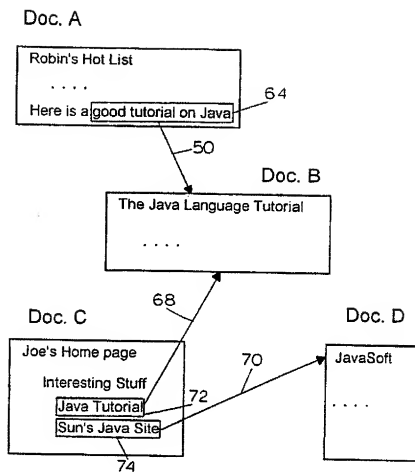 Doc. A
Robin's Hot List
. . . .
Here is a good tutorial on Java
64
50
Doc. B
The Java Language Tutorial
. . . .
68
Doc. C
Joe's Home page
Interesting Stuff
Java Tutorial
72
Sun's Java Site
74
70
Doc. D
JavaSoft
. . . .